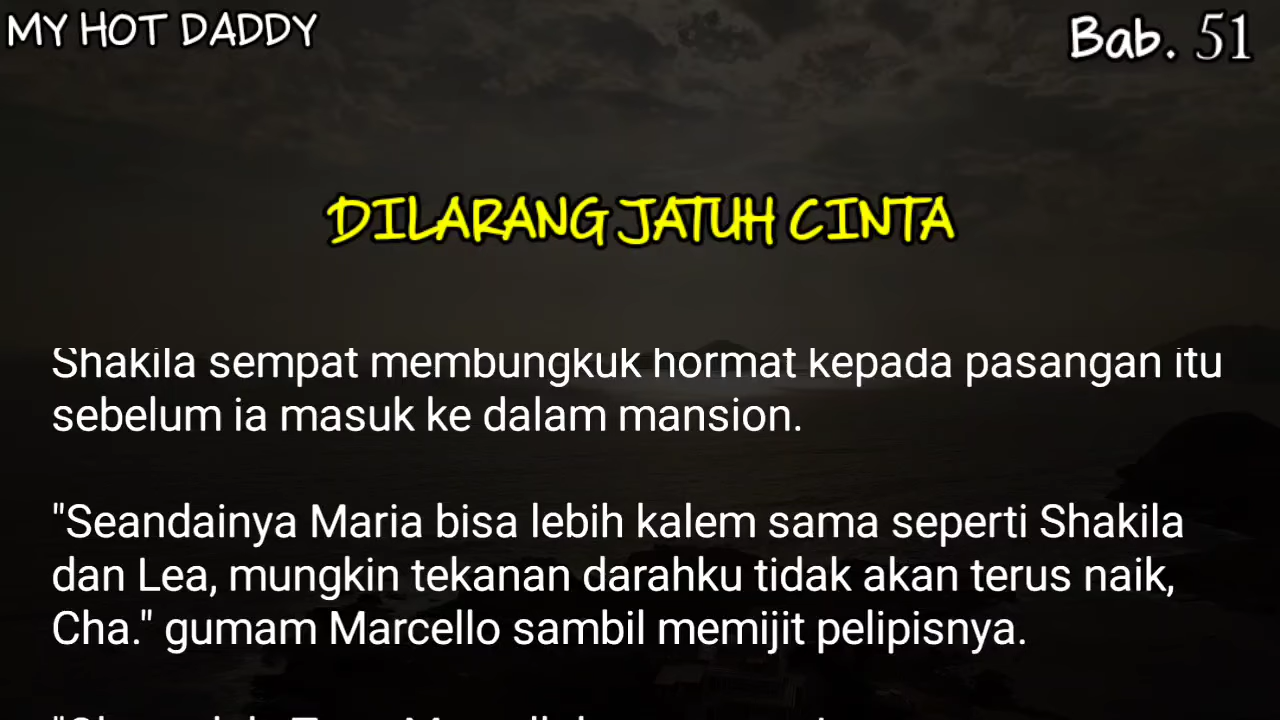 MY HOT DADDY
Bab. 51
DILARANG JATUH CINTA
Shakila sempat membungkuk hormat kepada pasangan itu
sebelum ia masuk ke dalam mansion.
"Seandainya Maria bisa lebih kalem sama seperti Shakila
dan Lea, mungkin tekanan darahku tidak akan terus naik,
Cha." gumam Marcello sambil memijit pelipisnya.